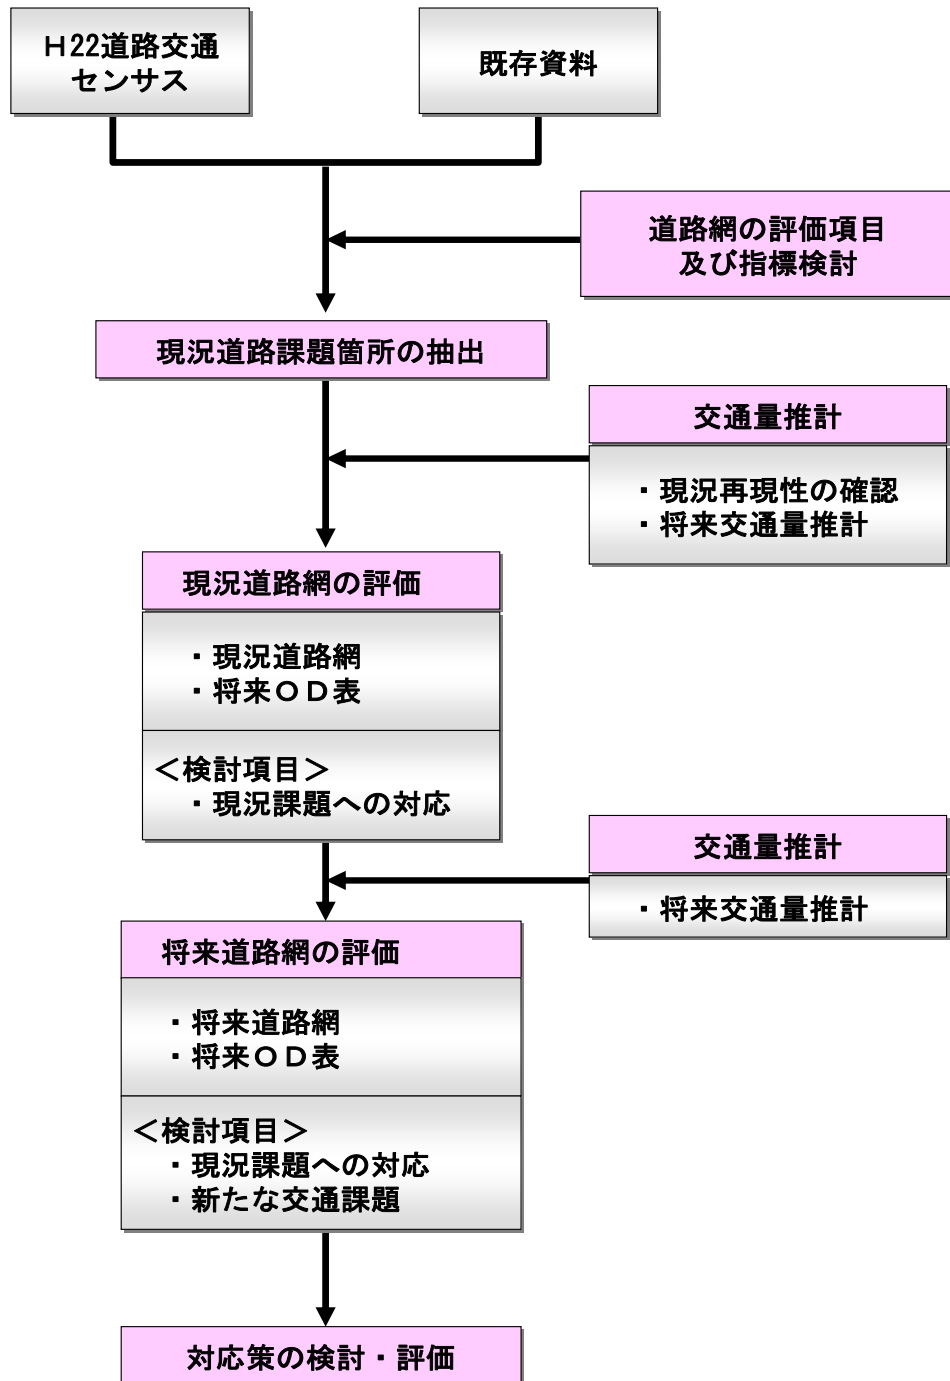 H22道路交通
センサス
既存資料
道路網の評価項目
及び指標検討
現況道路課題箇所の抽出
交通量推計
・現況再現性の確認
・将来交通量推計
現況道路網の評価
・現況道路網
・将来OD表
<検討項目>
・現況課題への対応
交通量推計
・将来交通量推計
将来道路網の評価
・将来道路網
・将来OD表
<検討項目>
・現況課題への対応
・新たな交通課題
対応策の検討・評価